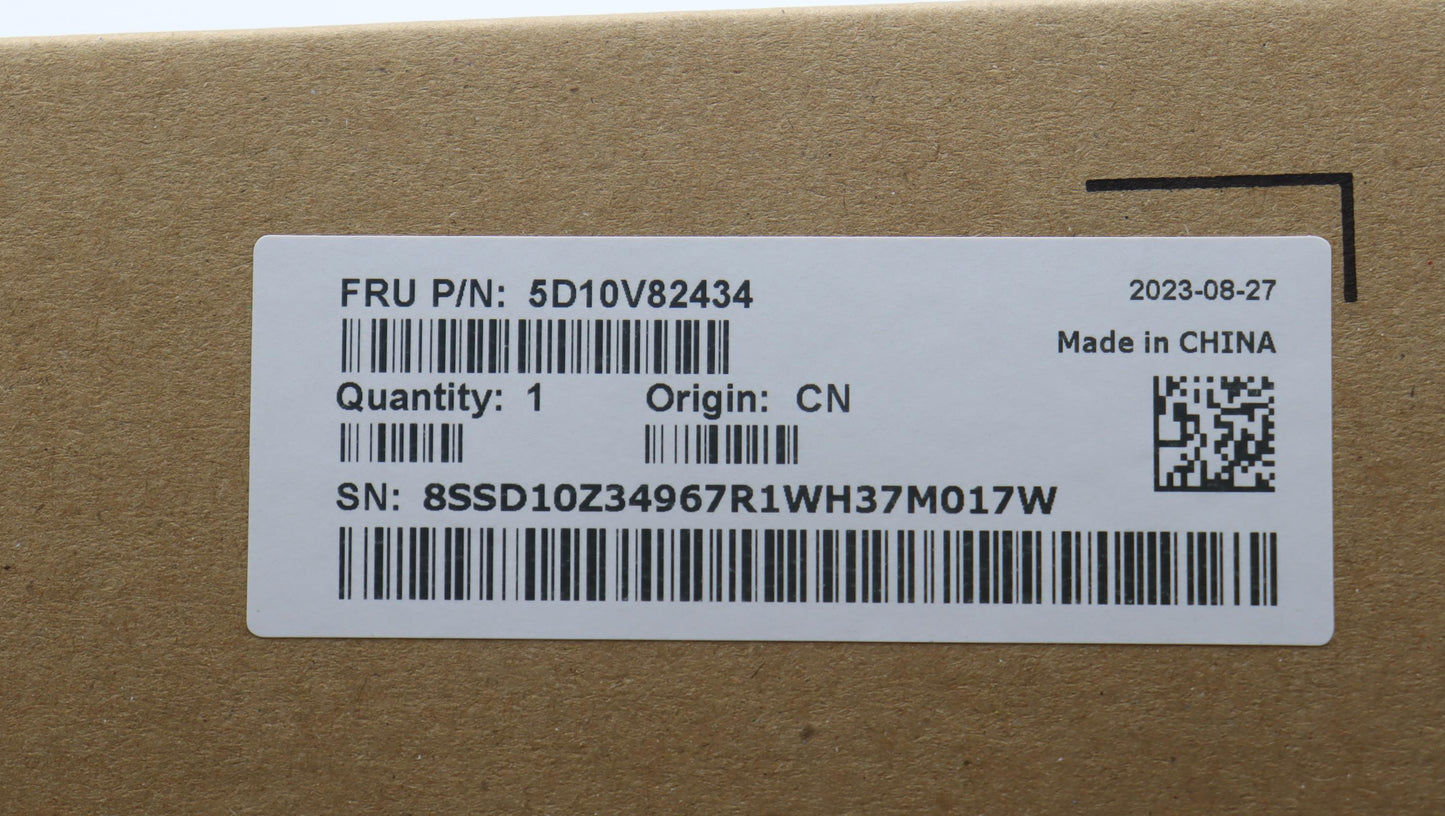 FRU P/N: 5D10V82434
2023-08-27
Made in CHINA
Quantity: 1 Origin: CN
SN: 8SSD10Z34967R1WH37M017W